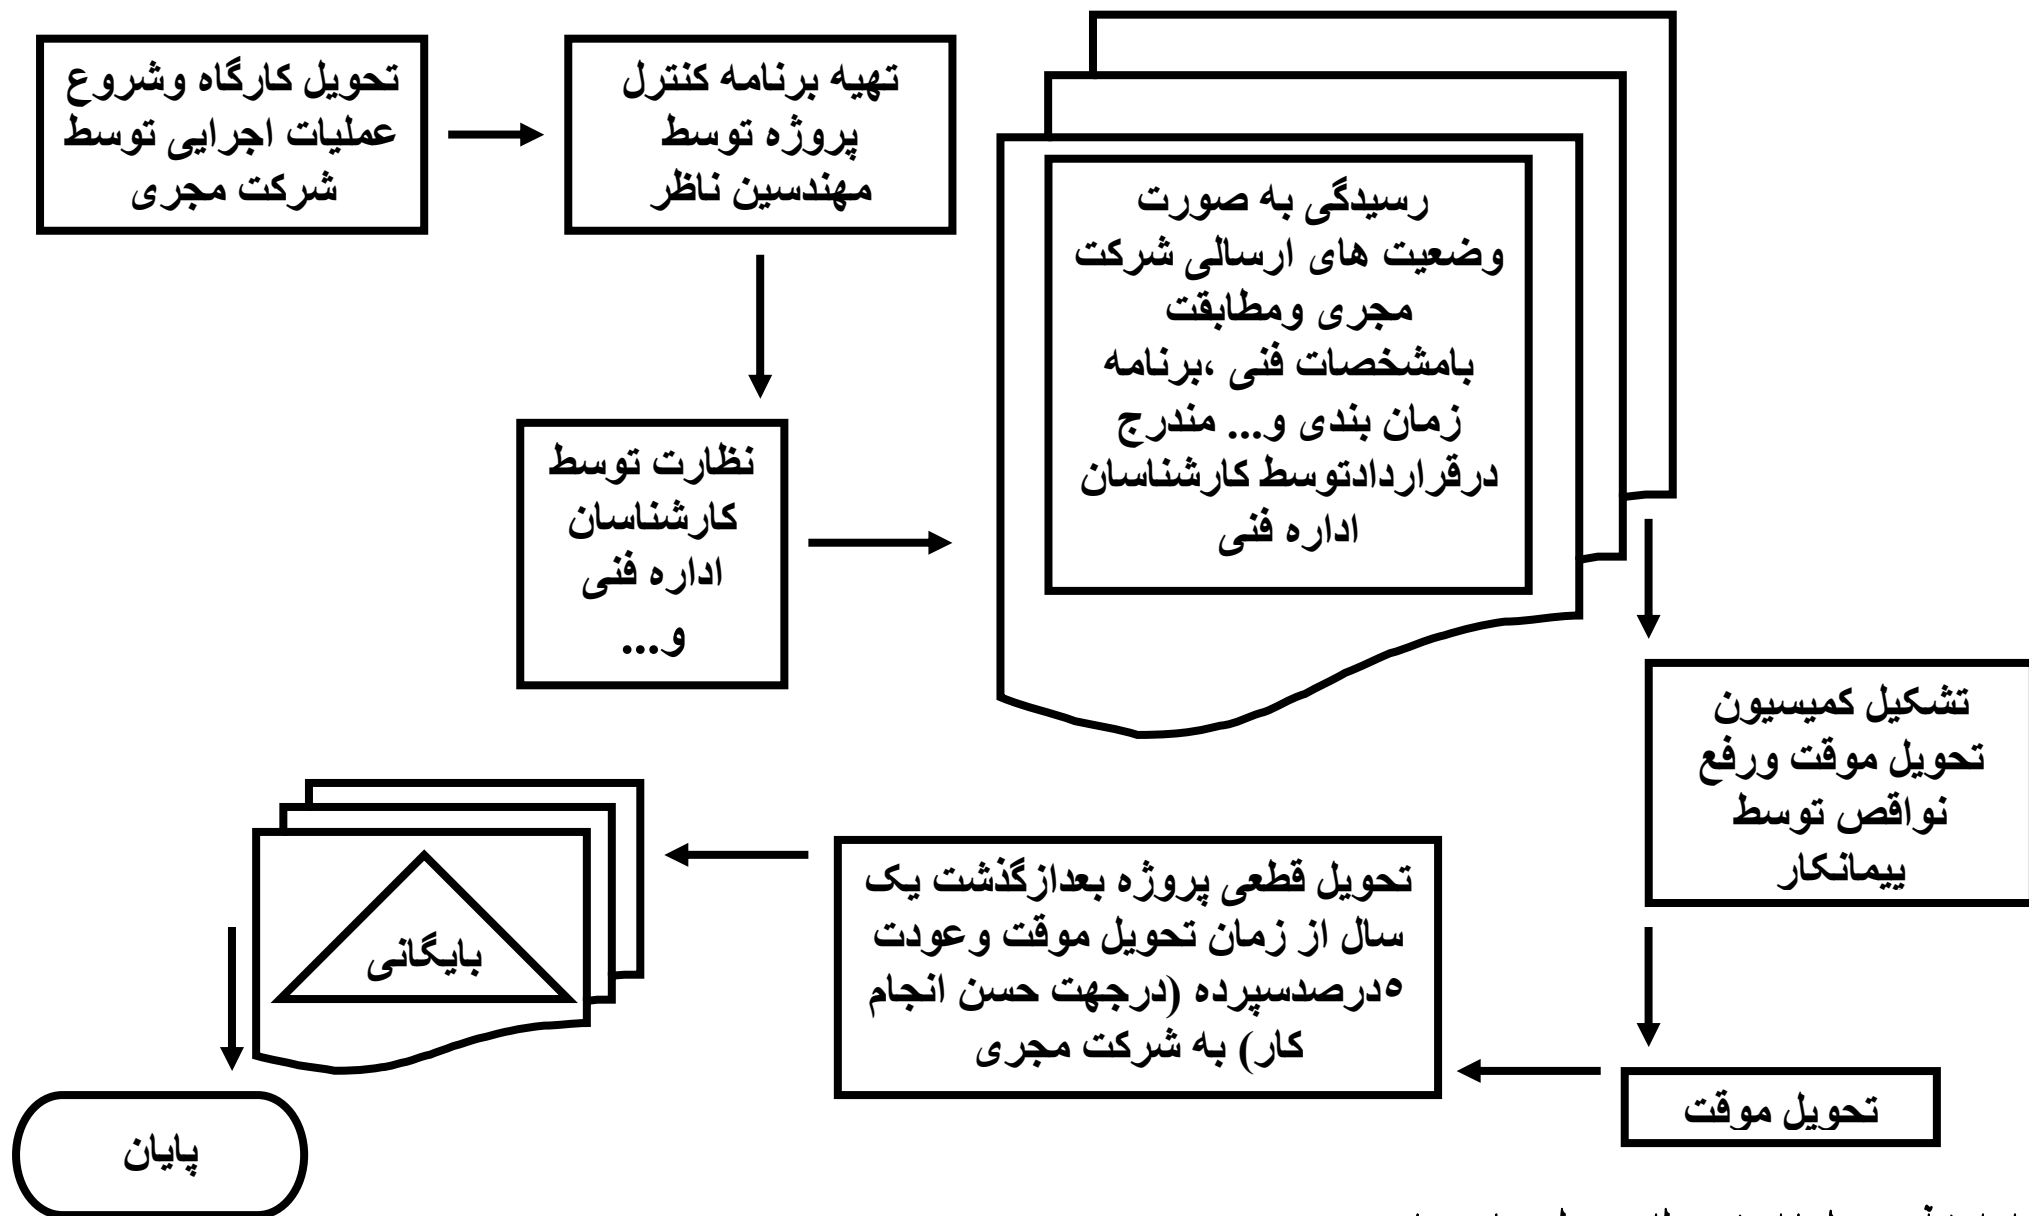 تحویل کارگاه وشروع
عملیات اجرایی توسط
شرکت مجری
تهیه برنامه کنترل
پروژه توسط
مهندسین ناظر
نظارت توسط
کارشناسان
اداره فنی
و...
رسیدگی به صورت
وضعیت های ارسالی شرکت
مجری ومطابقت
بامشخصات فنی ،برنامه
زمان بندی و... مندرج
درقراردادتوسط کارشناسان
اداره فنی
تشکیل کمیسیون
تحویل موقت ورفع
نواقص توسط
پیمانکار
تحویل موقت
تحویل قطعی پروژه بعدازگذشت یک
سال از زمان تحویل موقت وعودت
۵درصدسپرده (درجهت حسن انجام
کار) به شرکت مجری
بایگانی
پایان